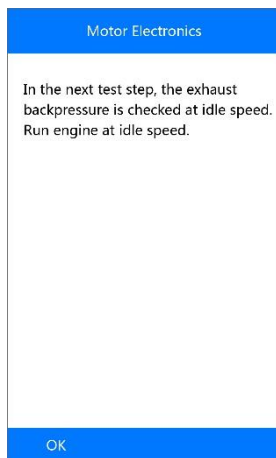 Motor Electronics
In the next test step, the exhaust
backpressure is checked at idle speed.
Run engine at idle speed.
OK